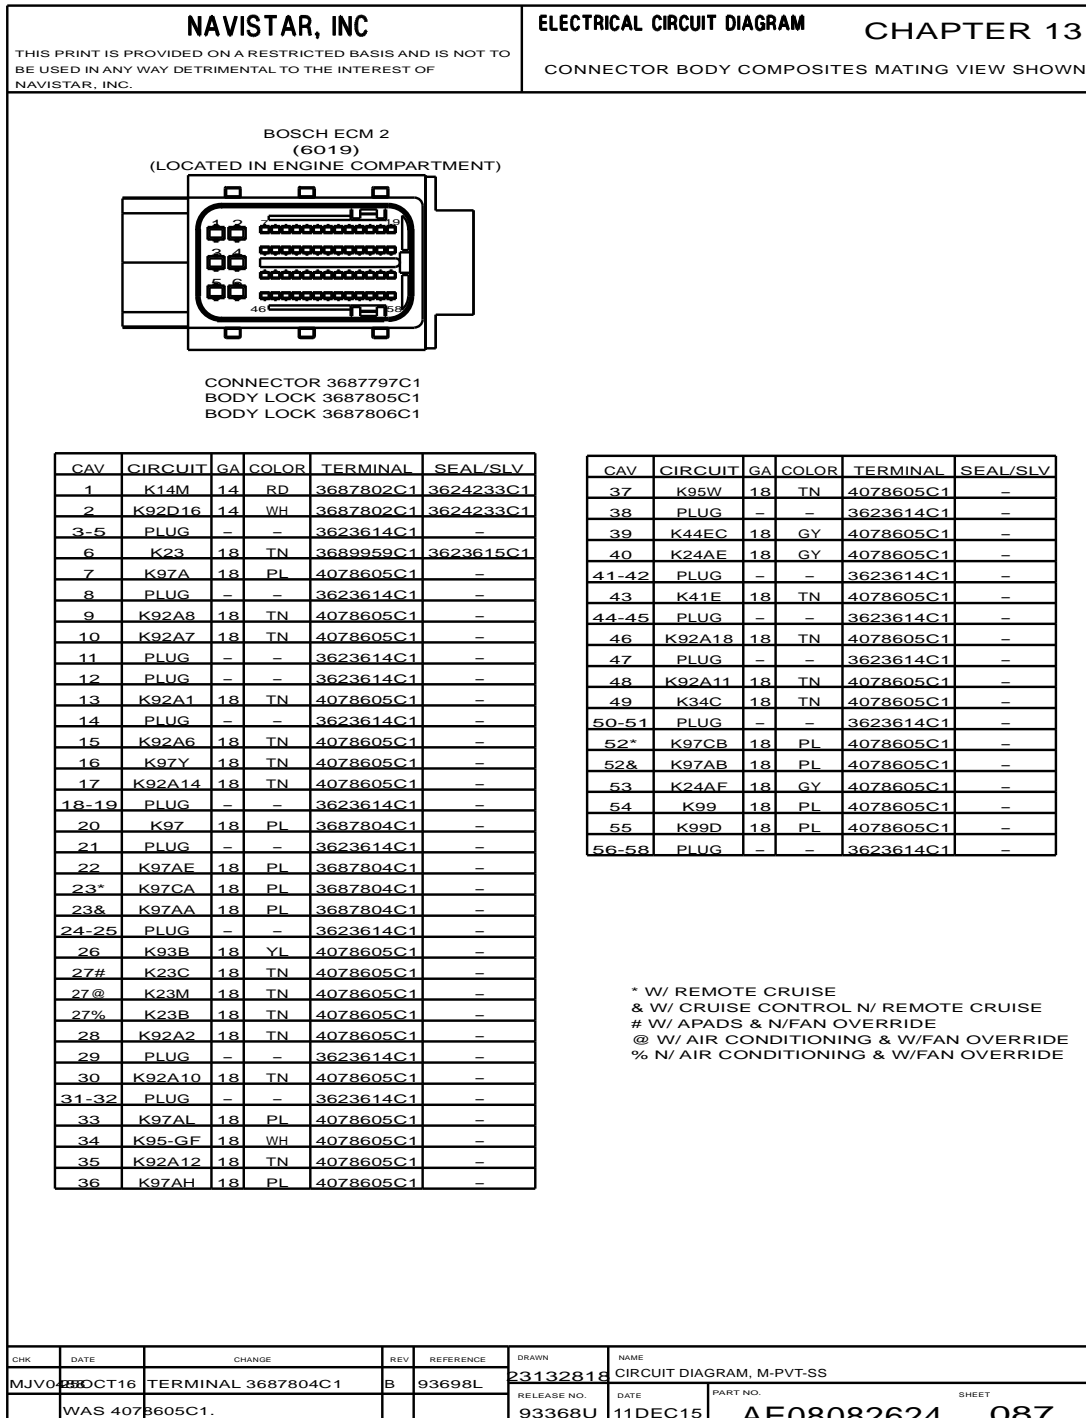 NAVISTAR, INC
THIS PRINT IS PROVIDED ON A RESTRICTED BASIS AND IS NOT TO
BE USED IN ANY WAY DETRIMENTAL TO THE INTEREST OF
NAVISTAR, INC.
ELECTRICAL CIRCUIT DIAGRAM
CHAPTER 13
CONNECTOR BODY COMPOSITES MATING VIEW SHOWN
BOSCH ECM 2
(6019)
(LOCATED IN ENGINE COMPARTMENT)
1 2 7 19
3 4
5 6
46 58
CONNECTOR 3687797C1
BODY LOCK 3687805C1
BODY LOCK 3687806C1
CAV CIRCUIT GA COLOR TERMINAL SEAL/SLV
1 K14M 14 RD 3687802C1 3624233C1
2 K92D16 14 WH 3687802C1 3624233C1
3-5 PLUG – – 3623614C1 –
6 K23 18 TN 3689959C1 3623615C1
7 K97A 18 PL 4078605C1 –
8 PLUG – – 3623614C1 –
9 K92A8 18 TN 4078605C1 –
10 K92A7 18 TN 4078605C1 –
11 PLUG – – 3623614C1 –
12 PLUG – – 3623614C1 –
13 K92A1 18 TN 4078605C1 –
14 PLUG – – 3623614C1 –
15 K92A6 18 TN 4078605C1 –
16 K97Y 18 TN 4078605C1 –
17 K92A14 18 TN 4078605C1 –
18-19 PLUG – – 3623614C1 –
20 K97 18 PL 3687804C1 –
21 PLUG – – 3623614C1 –
22 K97AE 18 PL 3687804C1 –
23* K97CA 18 PL 3687804C1 –
23& K97AA 18 PL 3687804C1 –
24-25 PLUG – – 3623614C1 –
26 K93B 18 YL 4078605C1 –
27# K23C 18 TN 4078605C1 –
27@ K23M 18 TN 4078605C1 –
27% K23B 18 TN 4078605C1 –
28 K92A2 18 TN 4078605C1 –
29 PLUG – – 3623614C1 –
30 K92A10 18 TN 4078605C1 –
31-32 PLUG – – 3623614C1 –
33 K97AL 18 PL 4078605C1 –
34 K95-GF 18 WH 4078605C1 –
35 K92A12 18 TN 4078605C1 –
36 K97AH 18 PL 4078605C1 –
CAV CIRCUIT GA COLOR TERMINAL SEAL/SLV
37 K95W 18 TN 4078605C1 –
38 PLUG – – 3623614C1 –
39 K44EC 18 GY 4078605C1 –
40 K24AE 18 GY 4078605C1 –
41-42 PLUG – – 3623614C1 –
43 K41E 18 TN 4078605C1 –
44-45 PLUG – – 3623614C1 –
46 K92A18 18 TN 4078605C1 –
47 PLUG – – 3623614C1 –
48 K92A11 18 TN 4078605C1 –
49 K34C 18 TN 4078605C1 –
50-51 PLUG – – 3623614C1 –
52* K97CB 18 PL 4078605C1 –
52& K97AB 18 PL 4078605C1 –
53 K24AF 18 GY 4078605C1 –
54 K99 18 PL 4078605C1 –
55 K99D 18 PL 4078605C1 –
56-58 PLUG – – 3623614C1 –
* W/ REMOTE CRUISE
& W/ CRUISE CONTROL N/ REMOTE CRUISE
# W/ APADS & N/FAN OVERRIDE
@ W/ AIR CONDITIONING & W/FAN OVERRIDE
% N/ AIR CONDITIONING & W/FAN OVERRIDE
CHK DATE CHANGE REV REFERENCE
OCT16 TERMINAL 3687804C1 B 93698L
WAS 4078605C1.
DRAWN NAME
23132818 CIRCUIT DIAGRAM, M-PVT-SS
RELEASE NO. DATE PART NO. SHEET
93368U 11DEC15 AE08082624 087